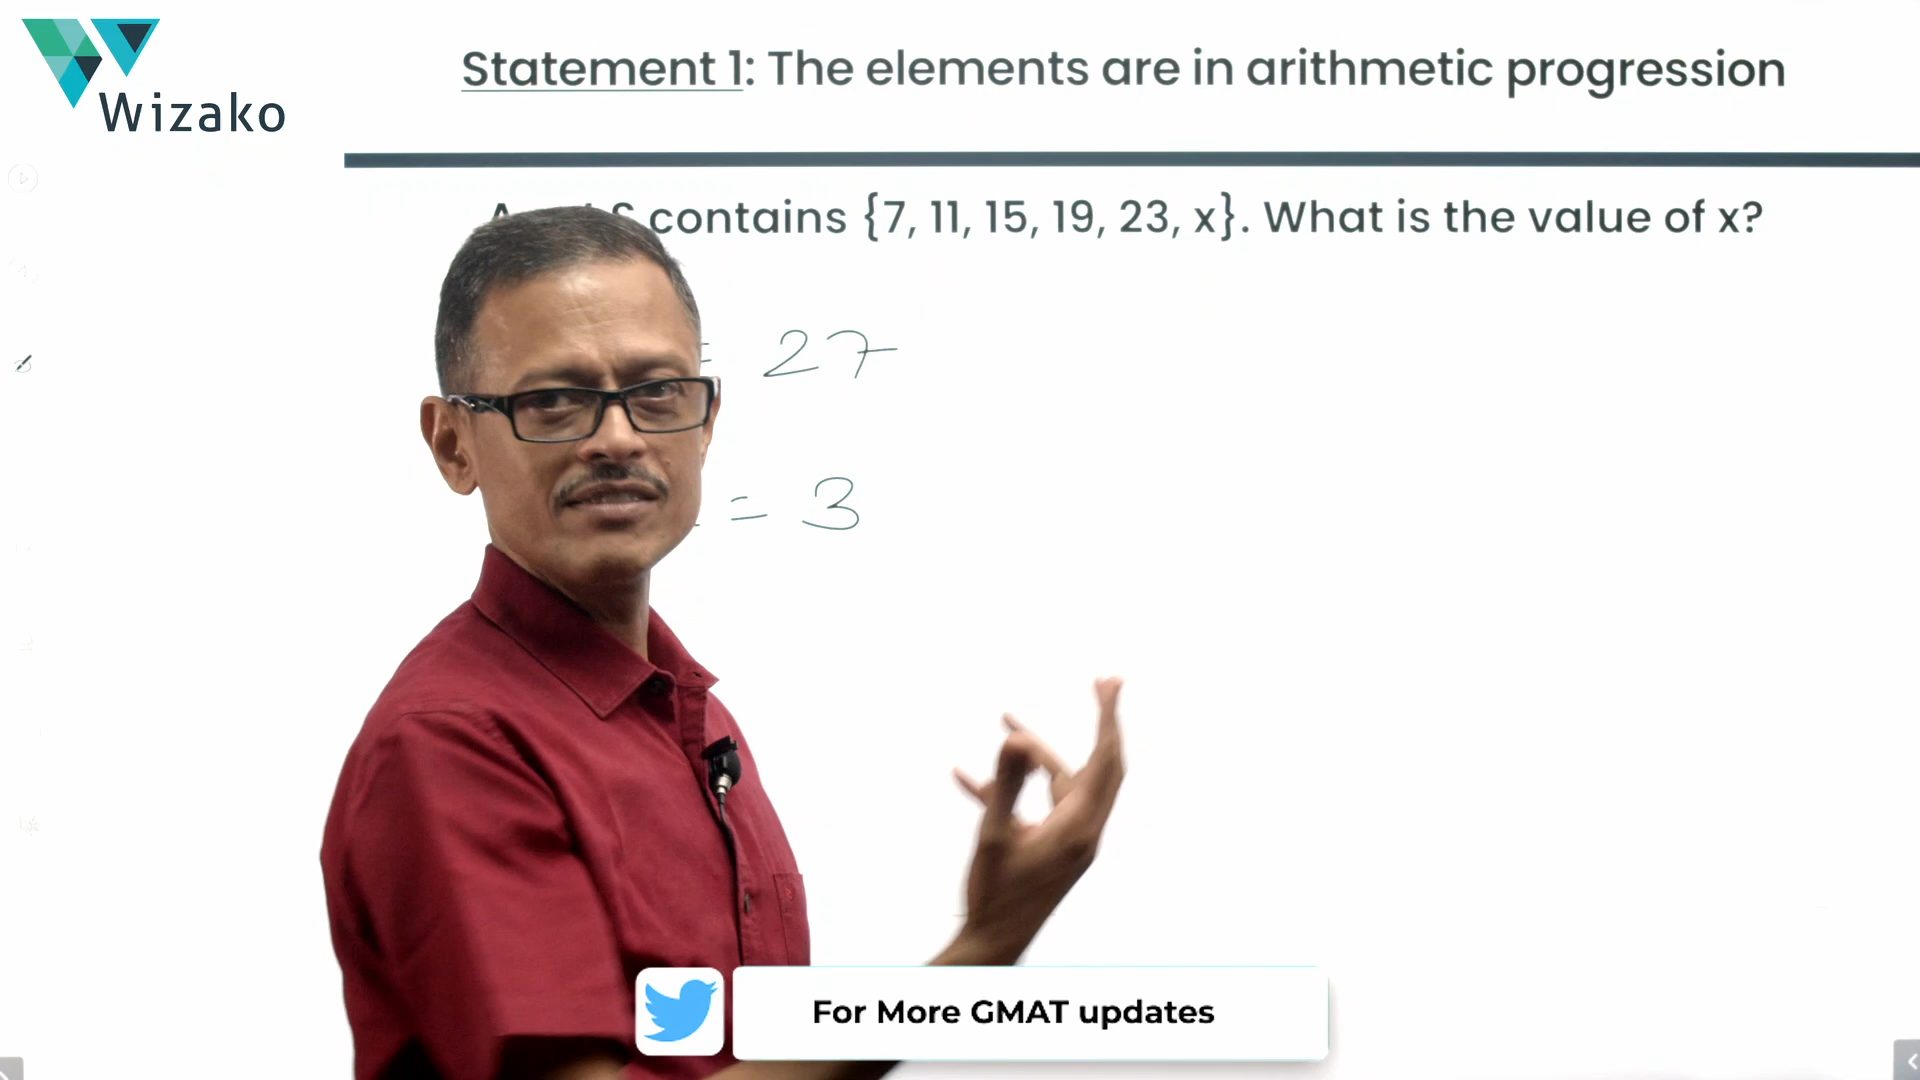 Wizako
Statement 1: The elements are in arithmetic progression
contains {7, 11, 15, 19, 23, x}. What is the value of x?
= 27
= 3
For More GMAT updates